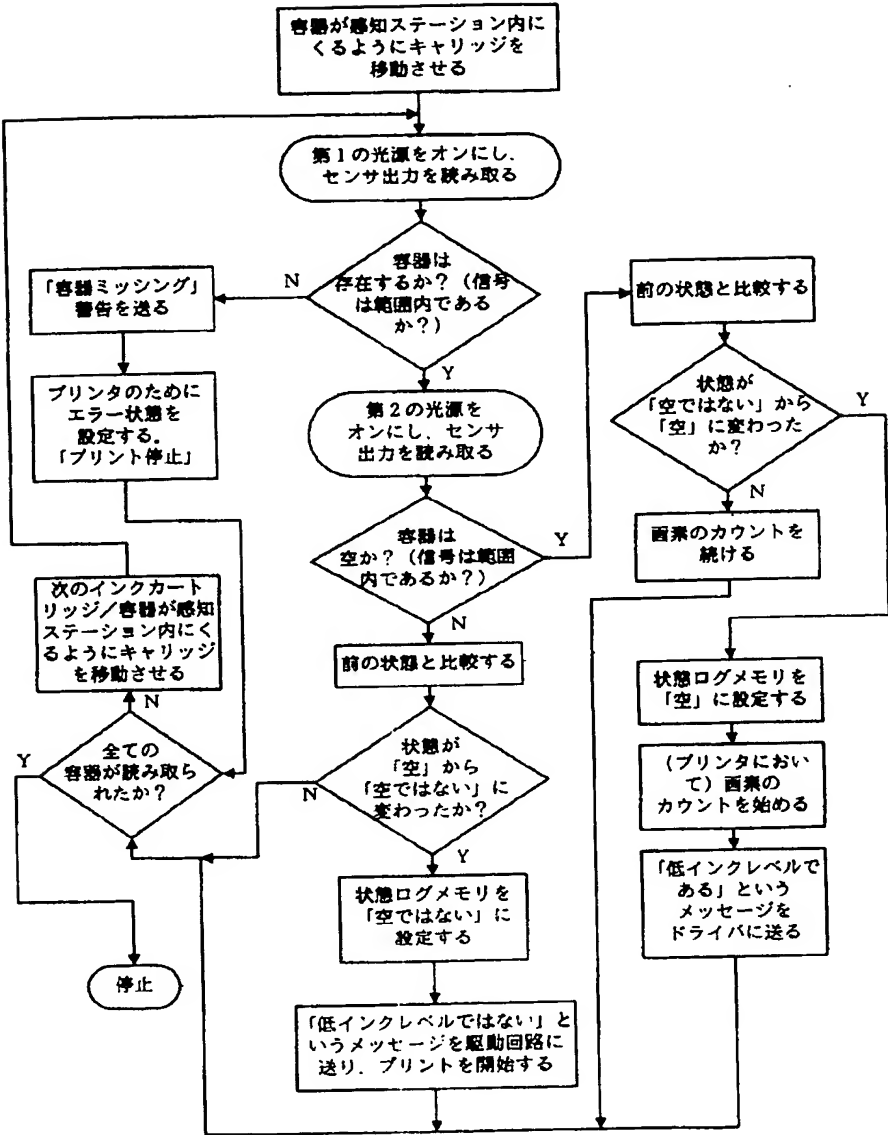 容器が感知ステーション内に
くるようにキャリッジを
移動させる
第1の光源をオンにし、
センサ出力を読み取る
容器は
存在するか?(信号
は範囲内である
か?)
N
Y
「容器ミッシング」
警告を送る
プリンタのために
エラー状態を
設定する.
「プリント停止」
第2の光源を
オンにし、センサ
出力を読み取る
容器は
空か?(信号は範囲
内であるか?)
Y
N
前の状態と比較する
状態が
「空ではない」から
「空」に変わった
か?
Y
N
画素のカウントを
続ける
状態ログメモリを
「空」に設定する
(プリンタにおい
て)画素の
カウントを始める
「低インクレベルで
ある」という
メッセージを
ドライバに送る
前の状態と比較する
状態が
「空」から
「空ではない」に
変わったか?
N
Y
状態ログメモリを
「空ではない」に
設定する
「低インクレベルではない」と
いうメッセージを駆動回路に
送り、プリントを開始する
次のインクカート
リッジ/容器が感知
ステーション内にく
るようにキャリッジ
を移動させる
N
全ての
容器が読み取ら
れたか?
Y
停止